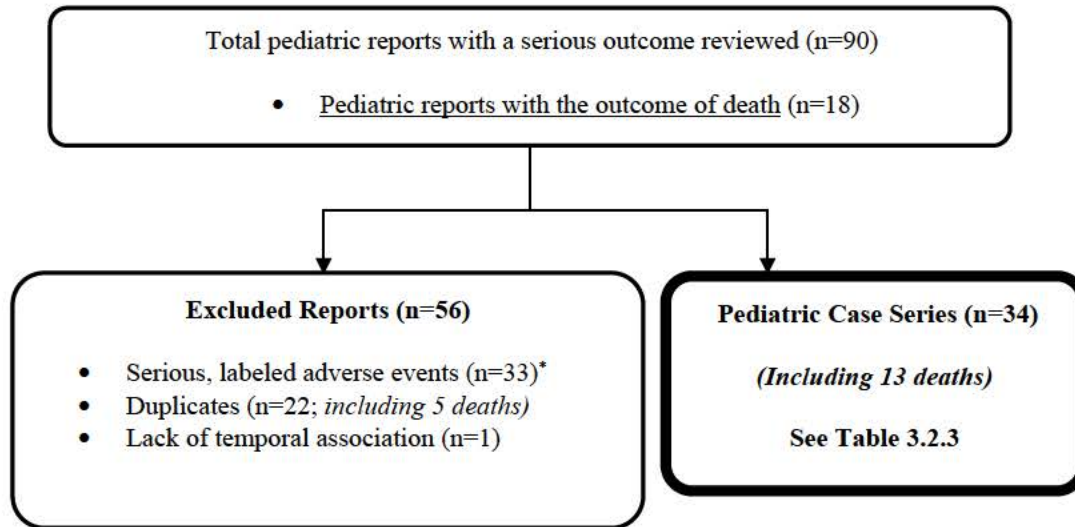 Total pediatric reports with a serious outcome reviewed (n=90)
• Pediatric reports with the outcome of death (n=18)
Excluded Reports (n=56)
• Serious, labeled adverse events (n=33)*
• Duplicates (n=22; including 5 deaths)
• Lack of temporal association (n=1)
Pediatric Case Series (n=34)
(Including 13 deaths)
See Table 3.2.3